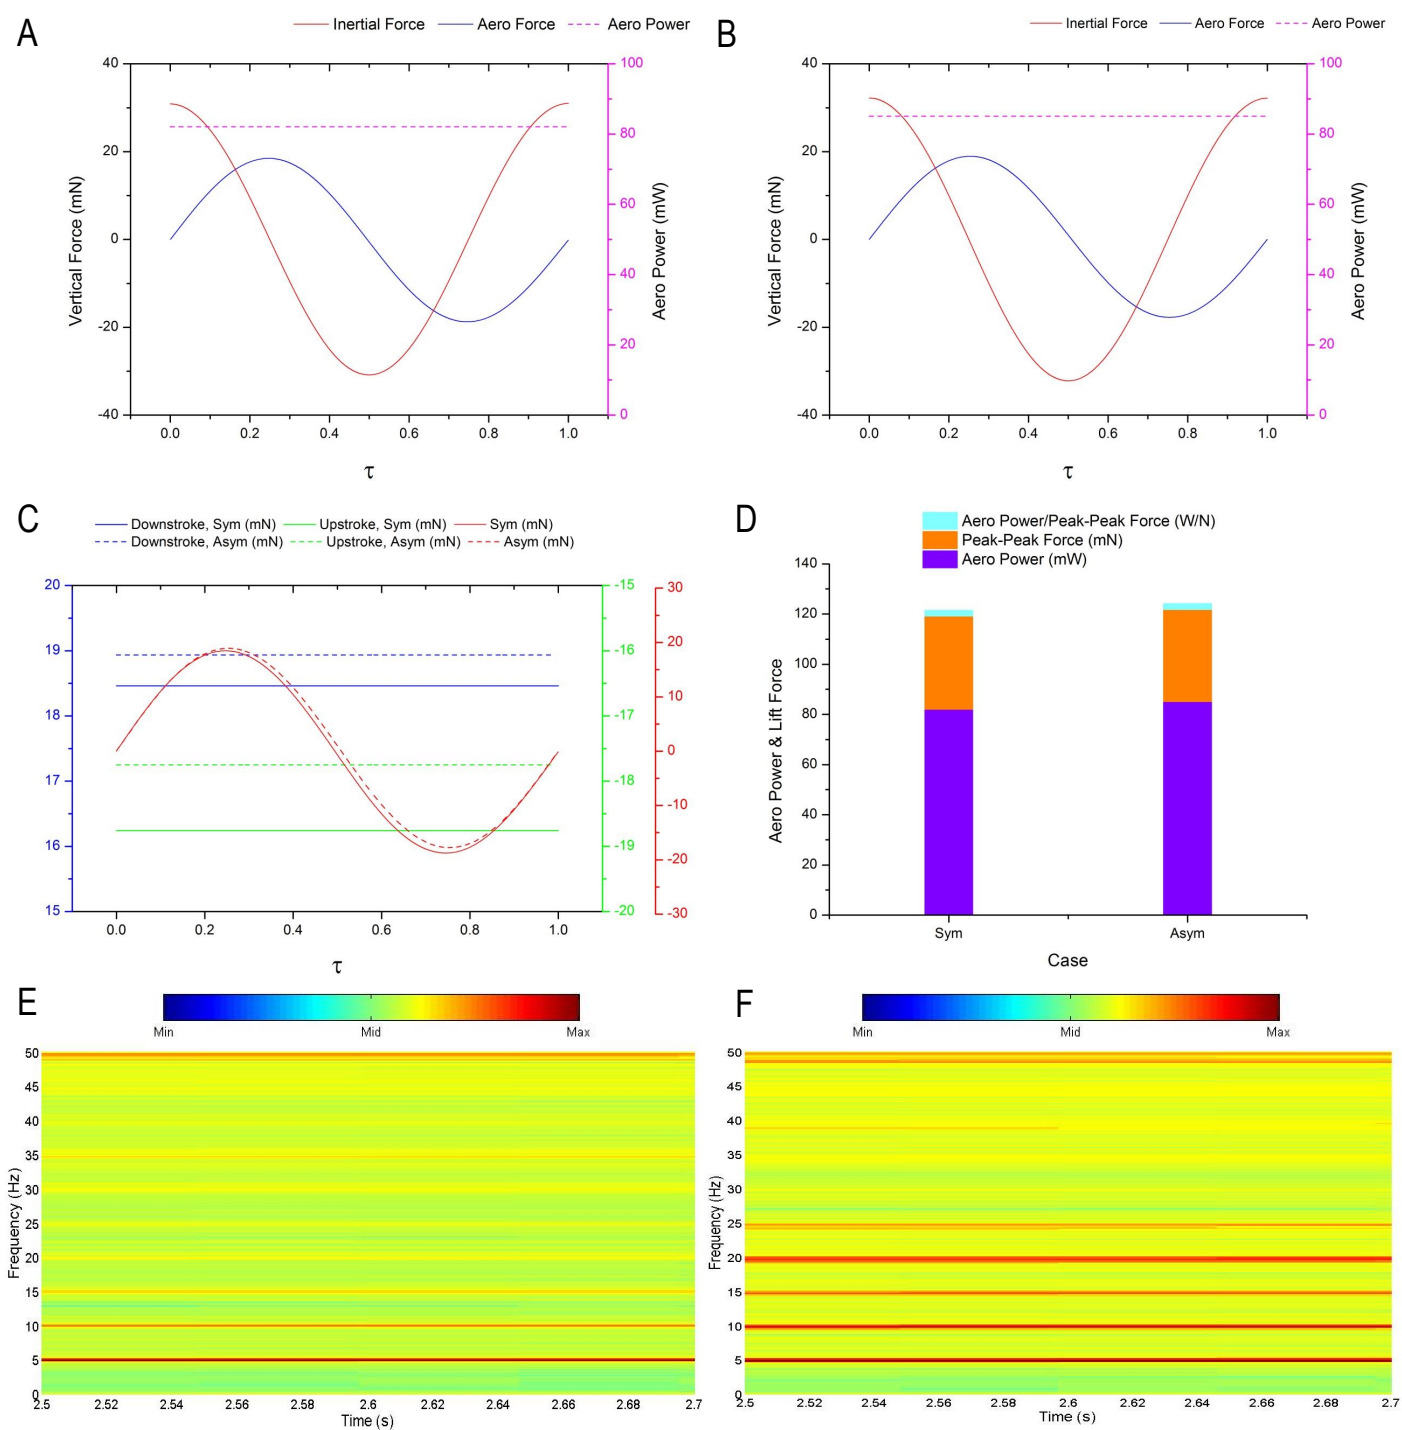 A
Inertial Force Aero Force Aero Power
40
20
0
-20
-40
Vertical Force (mN)
100
80
60
40
20
0
Aero Power (mW)
0.0 0.2 0.4 0.6 0.8 1.0
τ
B
Inertial Force Aero Force Aero Power
40
20
0
-20
-40
Vertical Force (mN)
100
80
60
40
20
0
Aero Power (mW)
0.0 0.2 0.4 0.6 0.8 1.0
τ
C
Downstroke, Sym (mN) Upstroke, Sym (mN) Sym (mN)
Downstroke, Asym (mN) Upstroke, Asym (mN) Asym (mN)
20
19
18
17
16
15
-15
-16
-17
-18
-19
-20
30
20
10
0
-10
-20
-30
0.0 0.2 0.4 0.6 0.8 1.0
τ
D
Aero Power/Peak-Peak Force (W/N)
Peak-Peak Force (mN)
Aero Power (mW)
140
120
100
80
60
40
20
0
Aero Power & Lift Force
Sym Asym
Case
E
Min Mid Max
50
45
40
35
30
25
20
15
10
5
0
Frequency (Hz)
2.5 2.52 2.54 2.56 2.58 2.6 2.62 2.64 2.66 2.68 2.7
Time (s)
F
Min Mid Max
50
45
40
35
30
25
20
15
10
5
0
Frequency (Hz)
2.5 2.52 2.54 2.56 2.58 2.6 2.62 2.64 2.66 2.68 2.7
Time (s)